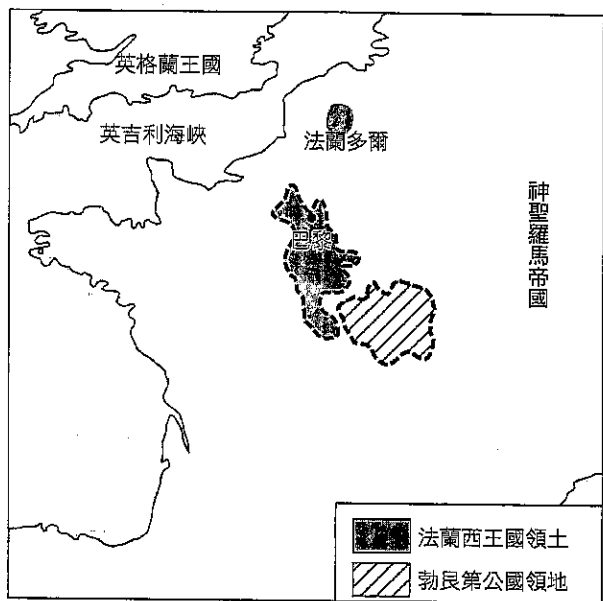 英格蘭王國
英吉利海峽
法蘭多爾
巴黎
神聖羅馬帝國
法蘭西王國領土
勃艮第公國領地